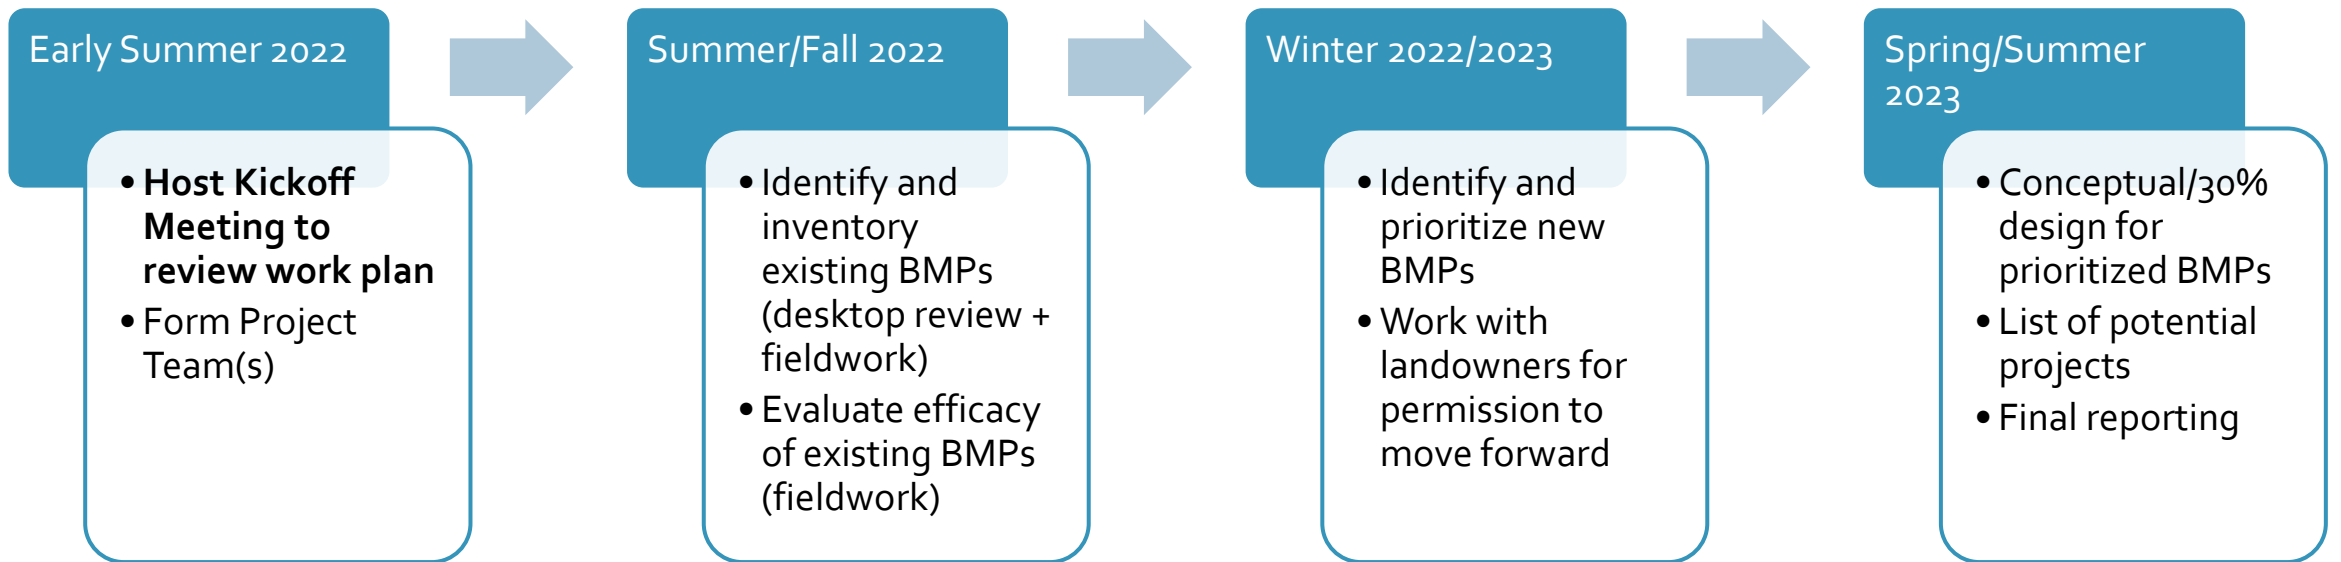 Early Summer 2022
• Host Kickoff
Meeting to
review work plan
• Form Project
Team(s)
Summer/Fall 2022
• Identify and
inventory
existing BMPs
(desktop review +
fieldwork)
• Evaluate efficacy
of existing BMPs
(fieldwork)
Winter 2022/2023
• Identify and
prioritize new
BMPs
• Work with
landowners for
permission to
move forward
Spring/Summer
2023
• Conceptual/30%
design for
prioritized BMPs
• List of potential
projects
• Final reporting